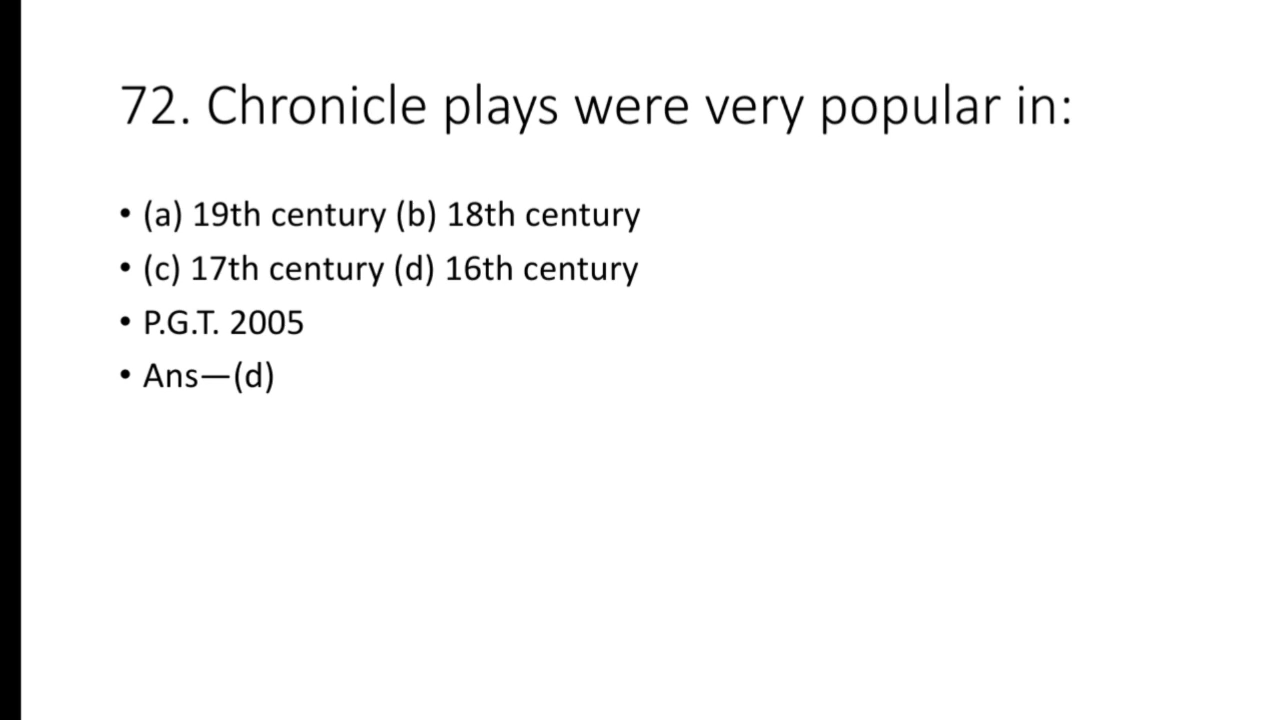 72. Chronicle plays were very popular in:
• (a) 19th century (b) 18th century
• (c) 17th century (d) 16th century
• P.G.T. 2005
• Ans—(d)